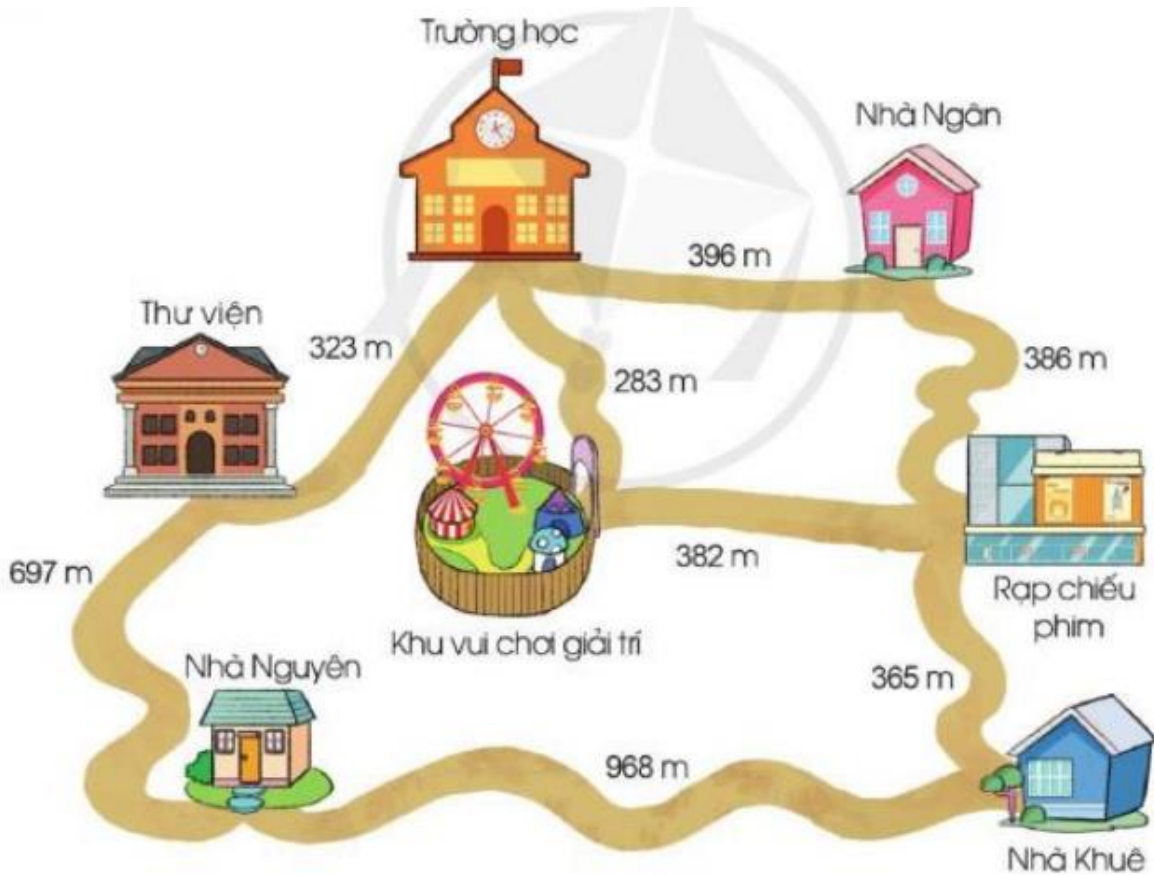 Trường học
Nhà Ngân
396 m
Thư viện
323 m
283 m
386 m
697 m
382 m
Rạp chiếu
phim
Khu vui chơi giải trí
Nhà Nguyên
365 m
968 m
Nhà Khuê